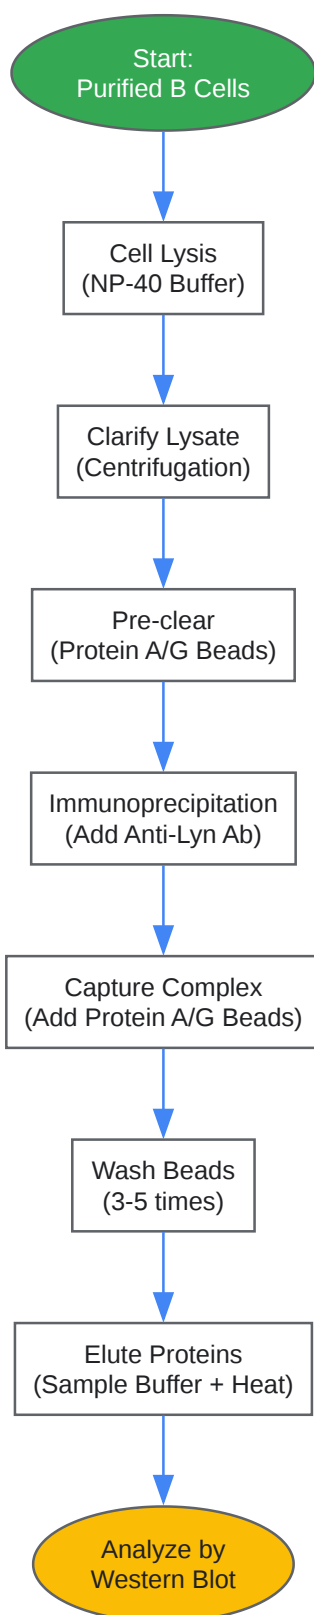 Start:
Purified B Cells
Cell Lysis
(NP-40 Buffer)
Clarify Lysate
(Centrifugation)
Pre-clear
(Protein A/G Beads)
Immunoprecipitation
(Add Anti-Lyn Ab)
Capture Complex
(Add Protein A/G Beads)
Wash Beads
(3-5 times)
Elute Proteins
(Sample Buffer + Heat)
Analyze by
Western Blot